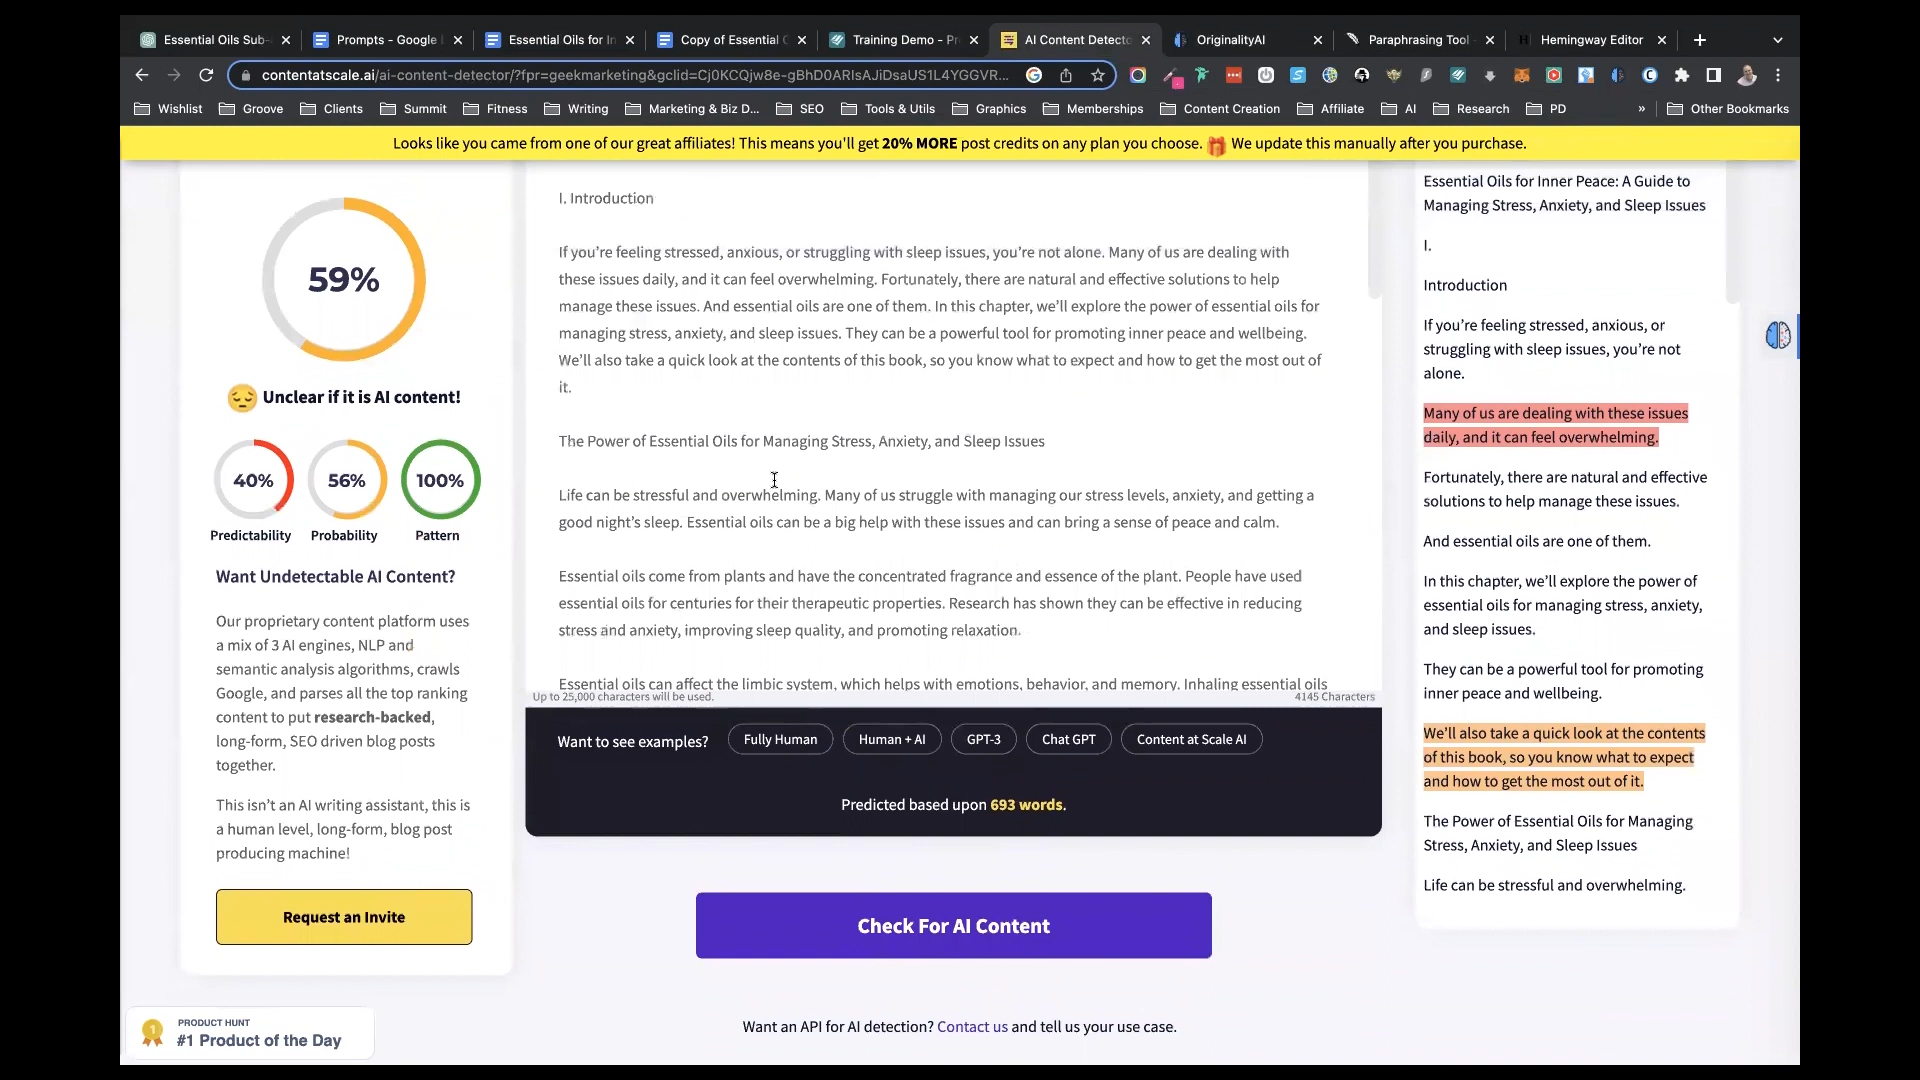 Essential Oils Sub-
Prompts - Google
Essential Oils for In
Copy of Essential
Training Demo - Pr
AI Content Detecto
OriginalityAI
Paraphrasing Tool
Hemingway Editor
contentatscale.ai/ai-content-detector/?fpr=geekmarketing&gclid=Cj0KCQjw8e-gBhD0ARIsAJiDsaUS1L4YGGVR...
Wishlist
Groove
Clients
Summit
Fitness
Writing
Marketing & Biz D...
SEO
Tools & Utils
Graphics
Memberships
Content Creation
Affiliate
AI
Research
PD
»
Other Bookmarks
Looks like you came from one of our great affiliates! This means you'll get 20% MORE post credits on any plan you choose. We update this manually after you purchase.
59%
Unclear if it is AI content!
40%
56%
100%
Predictability
Probability
Pattern
Want Undetectable AI Content?
Our proprietary content platform uses
a mix of 3 AI engines, NLP and
semantic analysis algorithms, crawls
Google, and parses all the top ranking
content to put research-backed,
long-form, SEO driven blog posts
together.
This isn't an AI writing assistant, this is
a human level, long-form, blog post
producing machine!
Request an Invite
PRODUCT HUNT
#1 Product of the Day
I. Introduction
If you're feeling stressed, anxious, or struggling with sleep issues, you're not alone. Many of us are dealing with
these issues daily, and it can feel overwhelming. Fortunately, there are natural and effective solutions to help
manage these issues. And essential oils are one of them. In this chapter, we'll explore the power of essential oils for
managing stress, anxiety, and sleep issues. They can be a powerful tool for promoting inner peace and wellbeing.
We'll also take a quick look at the contents of this book, so you know what to expect and how to get the most out of
it.
The Power of Essential Oils for Managing Stress, Anxiety, and Sleep Issues
Life can be stressful and overwhelming. Many of us struggle with managing our stress levels, anxiety, and getting a
good night's sleep. Essential oils can be a big help with these issues and can bring a sense of peace and calm.
Essential oils come from plants and have the concentrated fragrance and essence of the plant. People have used
essential oils for centuries for their therapeutic properties. Research has shown they can be effective in reducing
stress and anxiety, improving sleep quality, and promoting relaxation.
Essential oils can affect the limbic system, which helps with emotions, behavior, and memory. Inhaling essential oils
Up to 25,000 characters will be used.
4145 Characters
Want to see examples?
Fully Human
Human + AI
GPT-3
Chat GPT
Content at Scale AI
Predicted based upon 693 words.
Check For AI Content
Want an API for AI detection? Contact us and tell us your use case.
Essential Oils for Inner Peace: A Guide to
Managing Stress, Anxiety, and Sleep Issues
I.
Introduction
If you're feeling stressed, anxious, or
struggling with sleep issues, you're not
alone.
Many of us are dealing with these issues
daily, and it can feel overwhelming.
Fortunately, there are natural and effective
solutions to help manage these issues.
And essential oils are one of them.
In this chapter, we'll explore the power of
essential oils for managing stress, anxiety,
and sleep issues.
They can be a powerful tool for promoting
inner peace and wellbeing.
We'll also take a quick look at the contents
of this book, so you know what to expect
and how to get the most out of it.
The Power of Essential Oils for Managing
Stress, Anxiety, and Sleep Issues
Life can be stressful and overwhelming.